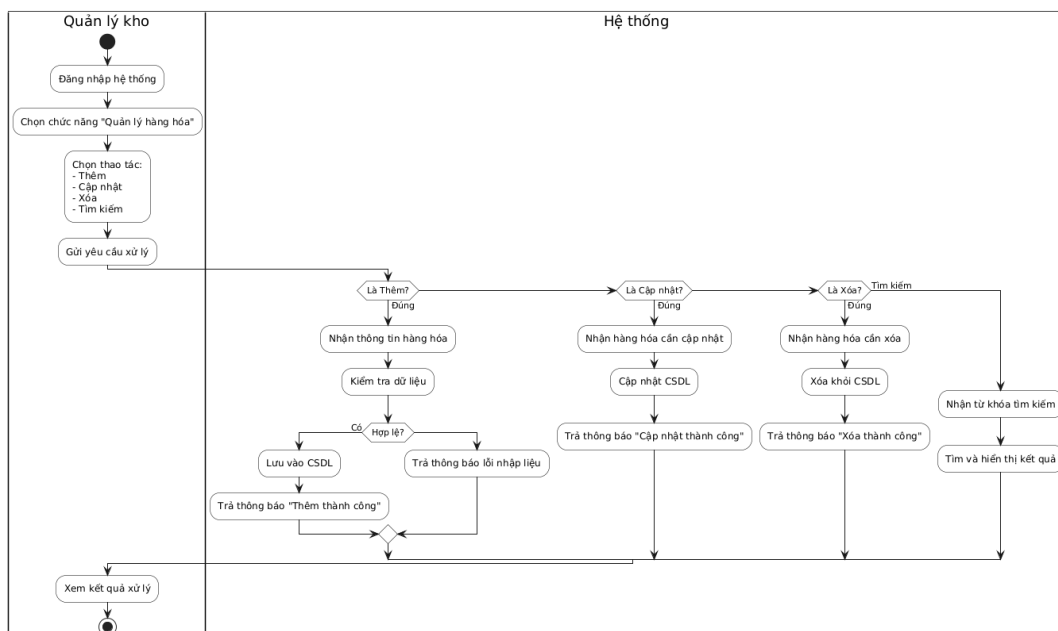 Quản lý kho
Hệ thống
Đăng nhập hệ thống
Chọn chức năng "Quản lý hàng hóa"
Chọn thao tác:
- Thêm
- Cập nhật
- Xóa
- Tìm kiếm
Gửi yêu cầu xử lý
Là Thêm?
Đúng
Nhận thông tin hàng hóa
Kiểm tra dữ liệu
Hợp lệ?
Có
Lưu vào CSDL
Trả thông báo "Thêm thành công"
Trả thông báo lỗi nhập liệu
Là Cập nhật?
Đúng
Nhận hàng hóa cần cập nhật
Cập nhật CSDL
Trả thông báo "Cập nhật thành công"
Là Xóa?
Đúng
Nhận hàng hóa cần xóa
Xóa khỏi CSDL
Trả thông báo "Xóa thành công"
Tìm kiếm
Nhận từ khóa tìm kiếm
Tìm và hiển thị kết quả
Xem kết quả xử lý